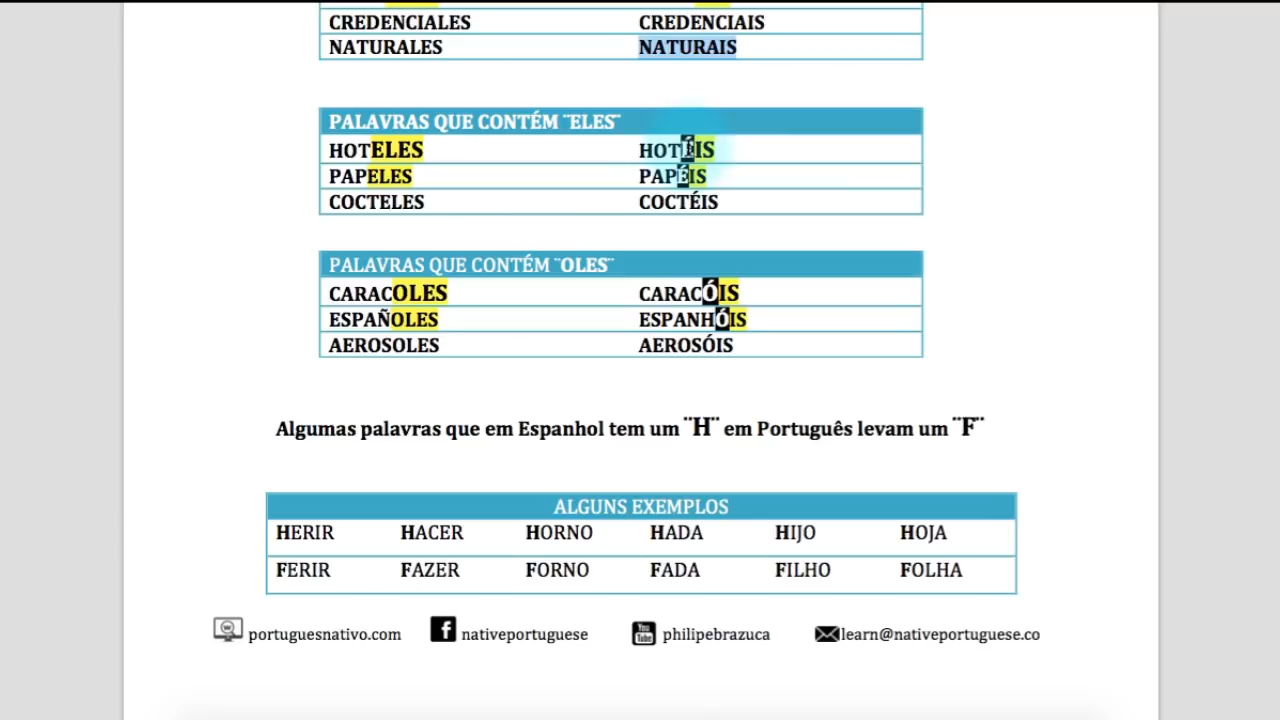 CREDENCIALES CREDENCIAIS
NATURALES NATURAIS
PALAVRAS QUE CONTÉM ¨ELES¨
HOTELES HOTÉIS
PAPELES PAPÉIS
COCTELES COCTÉIS
PALAVRAS QUE CONTÉM ¨OLES¨
CARACOLES CARACÓIS
ESPAÑOLES ESPANHÓIS
AEROSOLES AEROSÓIS
Algumas palavras que em Espanhol tem um ¨H¨ em Português levam um ¨F¨
ALGUNS EXEMPLOS
HERIR HACER HORNO HADA HIJO HOJA
FERIR FAZER FORNO FADA FILHO FOLHA
portuguesnativo.com nativeportuguese You Tube philipebrazuca learn@nativeportuguese.co